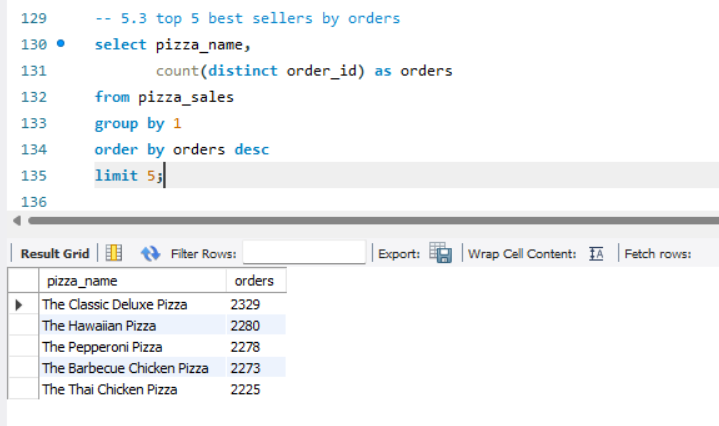 129 -- 5.3 top 5 best sellers by orders
130 select pizza_name,
131 count(distinct order_id) as orders
132 from pizza_sales
133 group by 1
134 order by orders desc
135 limit 5;
136
Result Grid Filter Rows: Export: Wrap Cell Content: IA Fetch rows:
pizza_name orders
The Classic Deluxe Pizza 2329
The Hawaiian Pizza 2280
The Pepperoni Pizza 2278
The Barbecue Chicken Pizza 2273
The Thai Chicken Pizza 2225